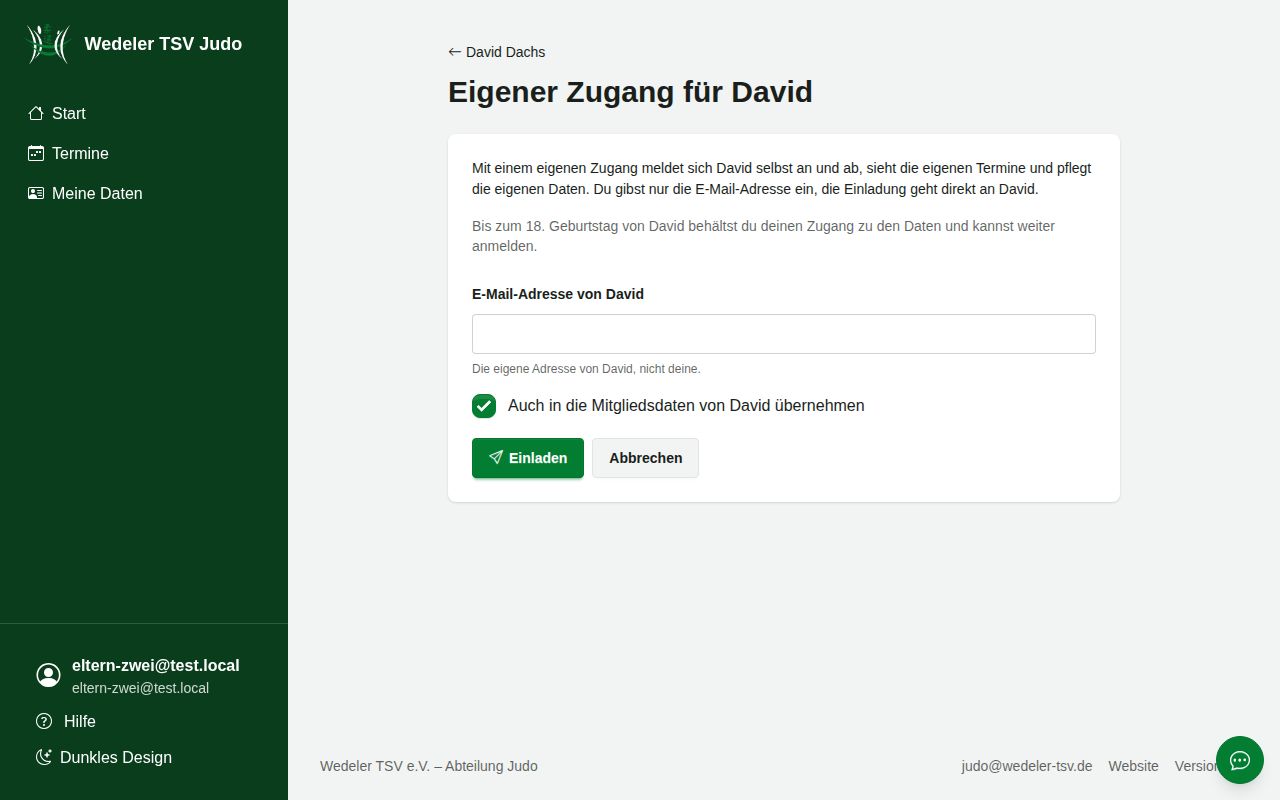 Wedeler TSV Judo
Start
Termine
Meine Daten
eltern-zwei@test.local
eltern-zwei@test.local
Hilfe
Dunkles Design
← David Dachs
Eigener Zugang für David
Mit einem eigenen Zugang meldet sich David selbst an und ab, sieht die eigenen Termine und pflegt
die eigenen Daten. Du gibst nur die E-Mail-Adresse ein, die Einladung geht direkt an David.
Bis zum 18. Geburtstag von David behältst du deinen Zugang zu den Daten und kannst weiter
anmelden.
E-Mail-Adresse von David
Die eigene Adresse von David, nicht deine.
Auch in die Mitgliedsdaten von David übernehmen
Einladen
Abbrechen
Wedeler TSV e.V. – Abteilung Judo
judo@wedeler-tsv.de
Website